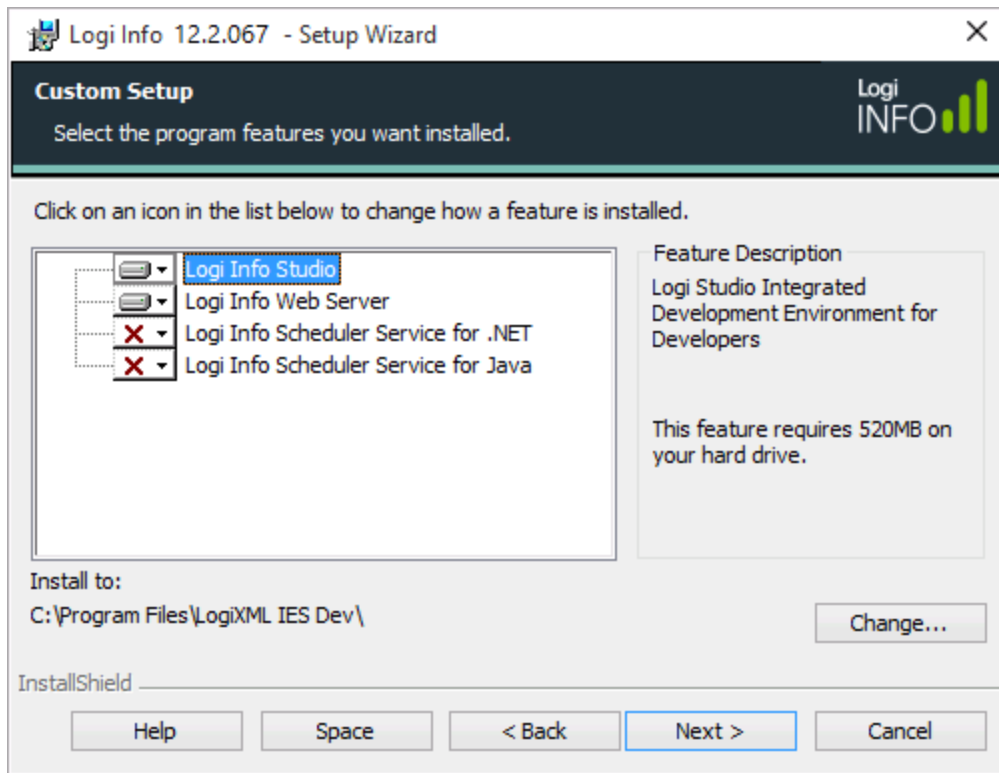 Logi Info 12.2.067 - Setup Wizard
Custom Setup
Select the program features you want installed.
Logi
INFO
Click on an icon in the list below to change how a feature is installed.
Logi Info Studio
Logi Info Web Server
Logi Info Scheduler Service for .NET
Logi Info Scheduler Service for Java
Feature Description
Logi Studio Integrated
Development Environment for
Developers
This feature requires 520MB on
your hard drive.
Install to:
C:\Program Files\LogiXML IES Dev\
Change...
InstallShield
Help
Space
< Back
Next >
Cancel